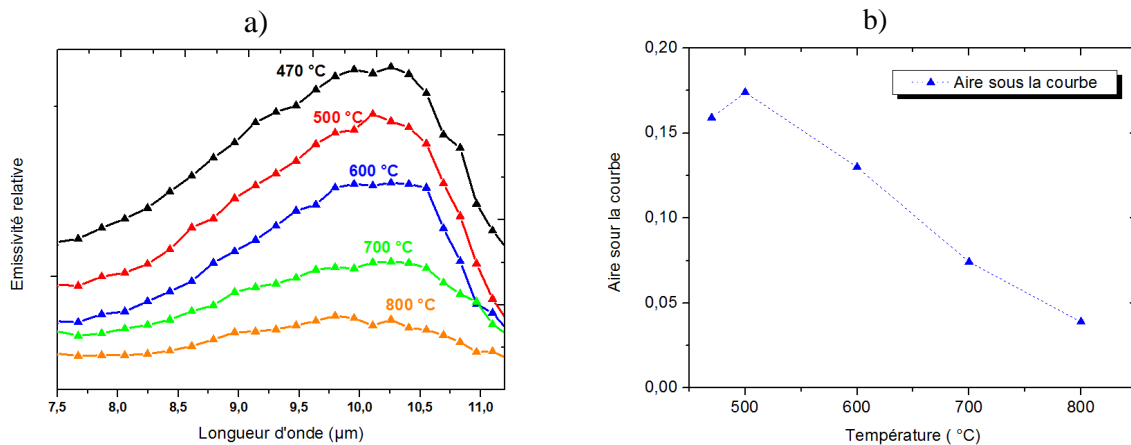 a)
470 °C
500 °C
600 °C
700 °C
800 °C
Emissivité relative
7,5 8,0 8,5 9,0 9,5 10,0 10,5 11,0
Longueur d'onde (µm)
b)
0,20
0,15
0,10
0,05
0,00
Aire sous la courbe
Aire sour la courbe
500 600 700 800
Température ( °C)